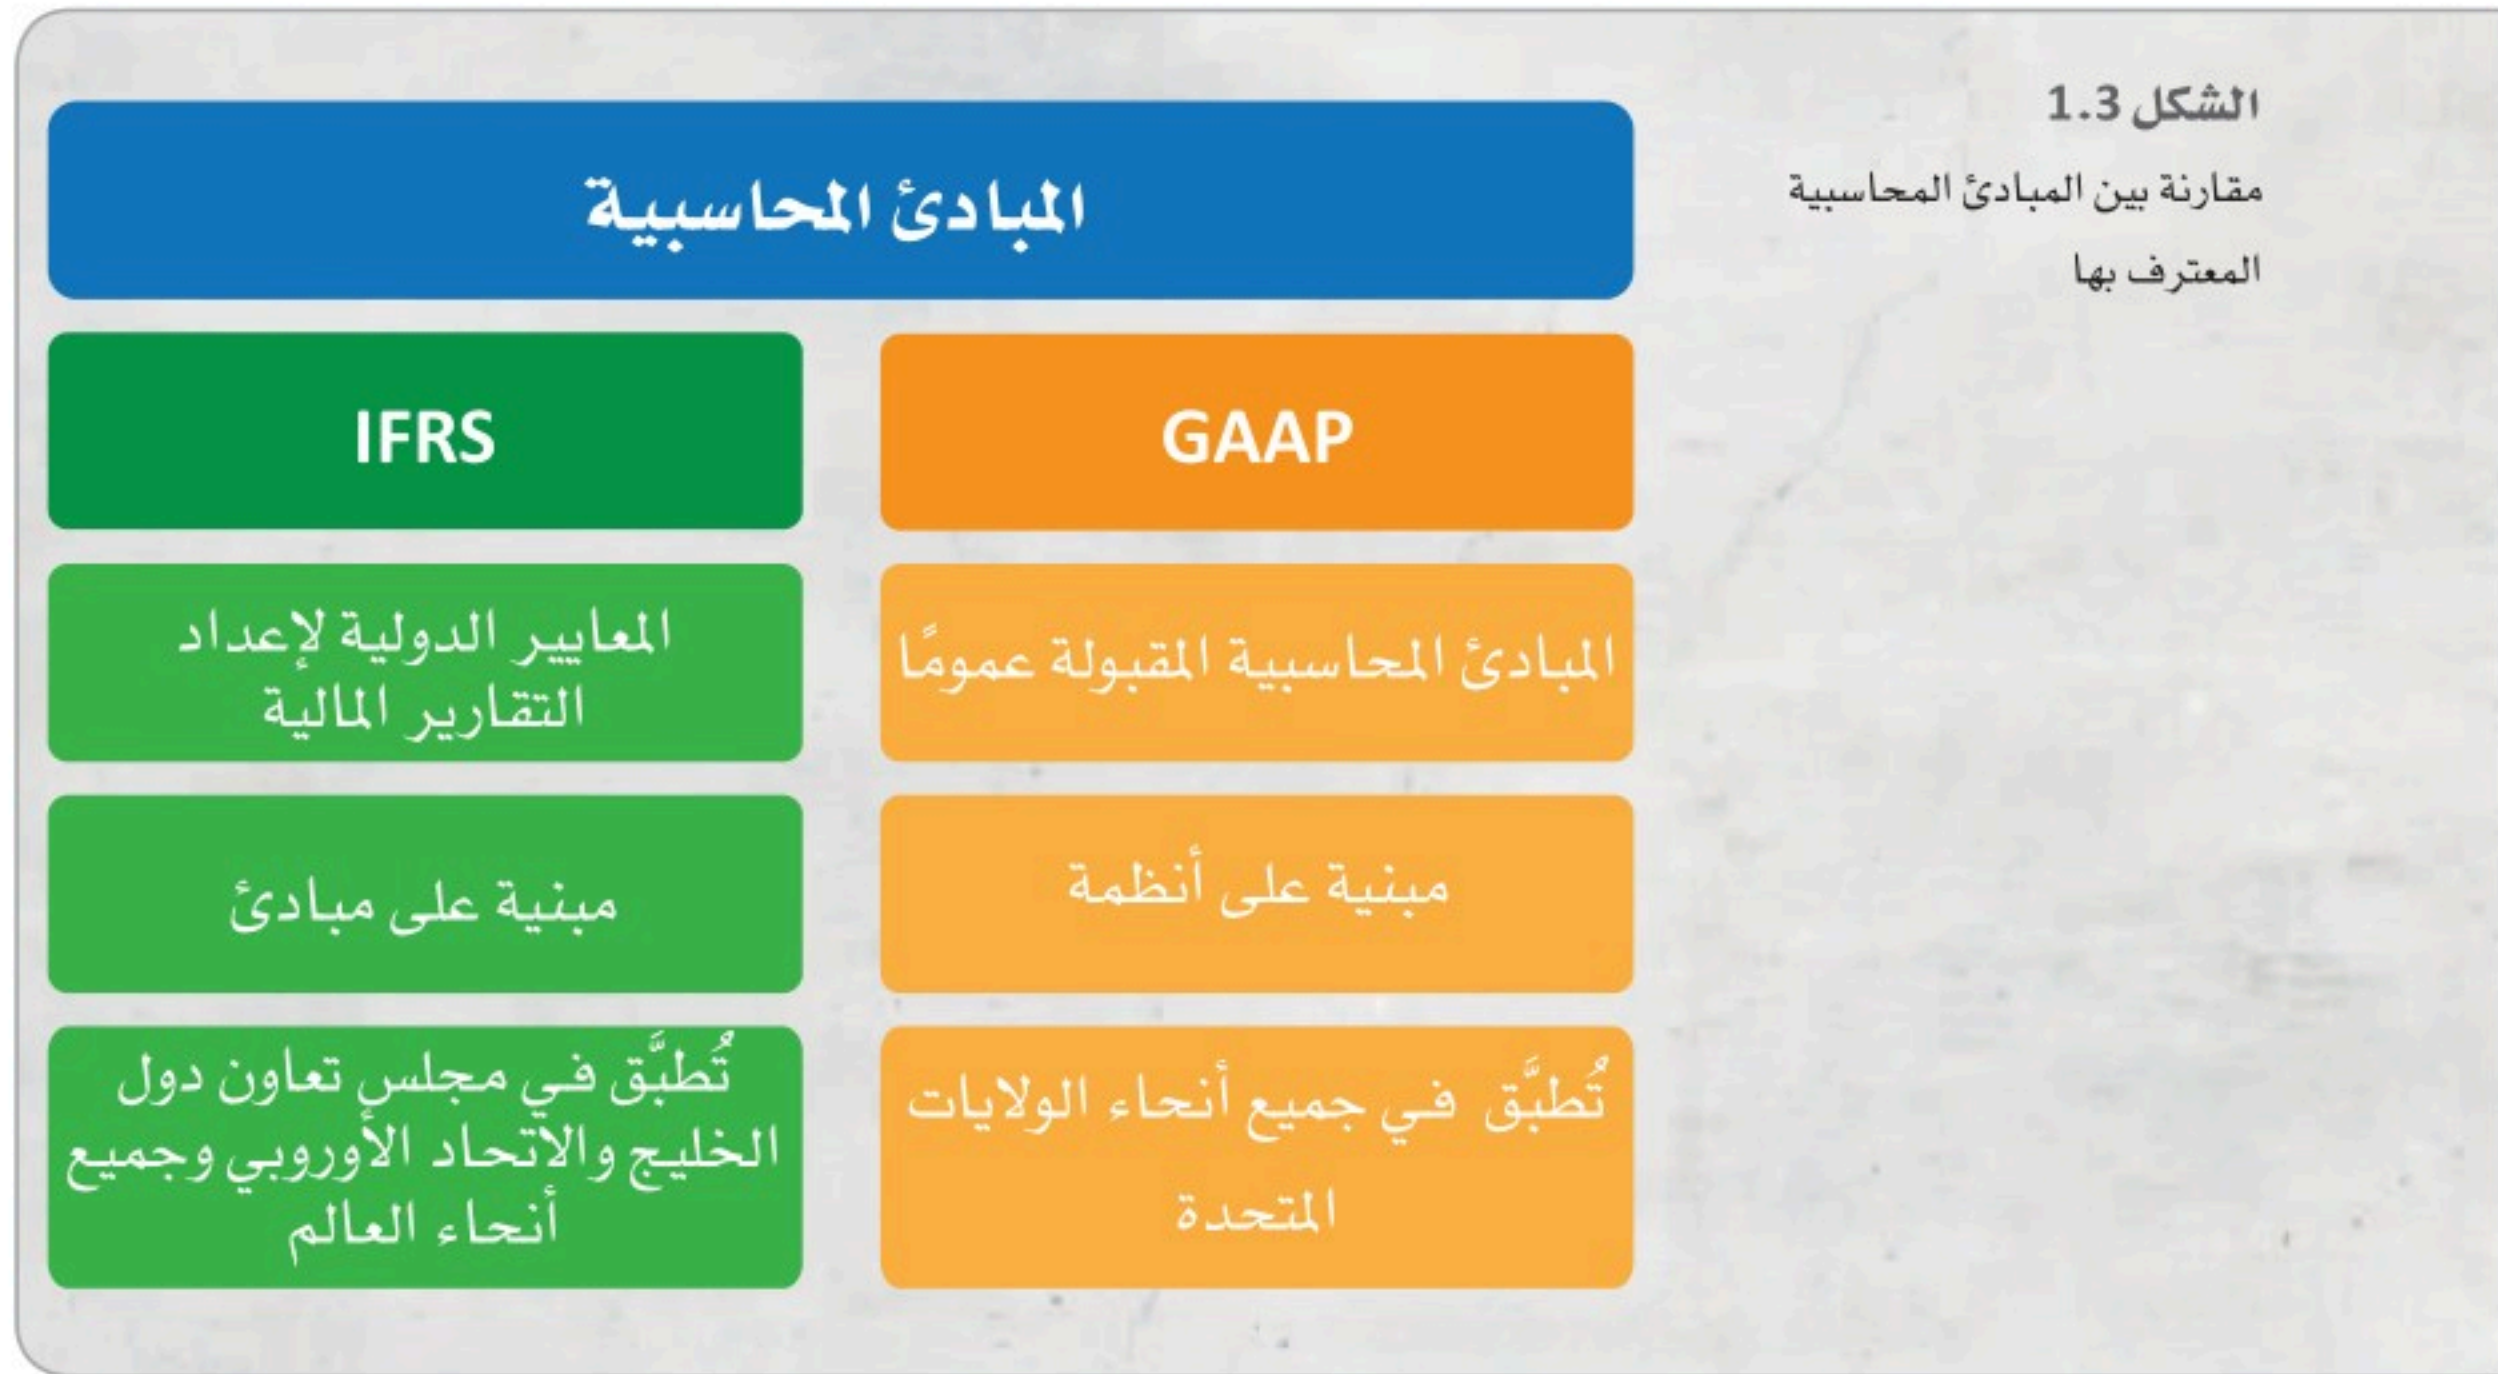 الشكل 1.3
مقارنة بين المبادئ المحاسبية
المعترف بها
المبادئ المحاسبية
GAAP
IFRS
المبادئ المحاسبية المقبولة عمومًا
المعايير الدولية لإعداد
التقارير المالية
مبنية على أنظمة
مبنية على مبادئ
تُطبَّق في جميع أنحاء الولايات
المتحدة
تُطبَّق في مجلس تعاون دول
الخليج والاتحاد الأوروبي وجميع
أنحاء العالم